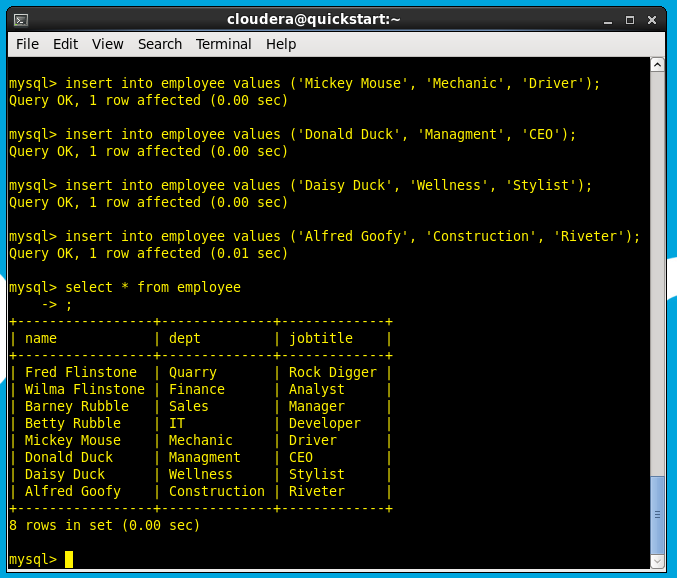 cloudera@quickstart:~
File Edit View Search Terminal Help
mysql> insert into employee values ('Mickey Mouse', 'Mechanic', 'Driver');
Query OK, 1 row affected (0.00 sec)
mysql> insert into employee values ('Donald Duck', 'Managment', 'CEO');
Query OK, 1 row affected (0.00 sec)
mysql> insert into employee values ('Daisy Duck', 'Wellness', 'Stylist');
Query OK, 1 row affected (0.00 sec)
mysql> insert into employee values ('Alfred Goofy', 'Construction', 'Riveter');
Query OK, 1 row affected (0.01 sec)
mysql> select * from employee
    -> ;
+-----------------+--------------+-------------+
| name            | dept         | jobtitle    |
+-----------------+--------------+-------------+
| Fred Flinstone  | Quarry       | Rock Digger |
| Wilma Flinstone | Finance      | Analyst     |
| Barney Rubble   | Sales        | Manager     |
| Betty Rubble    | IT           | Developer   |
| Mickey Mouse    | Mechanic     | Driver      |
| Donald Duck     | Managment    | CEO         |
| Daisy Duck      | Wellness     | Stylist     |
| Alfred Goofy    | Construction | Riveter     |
+-----------------+--------------+-------------+
8 rows in set (0.00 sec)
mysql>